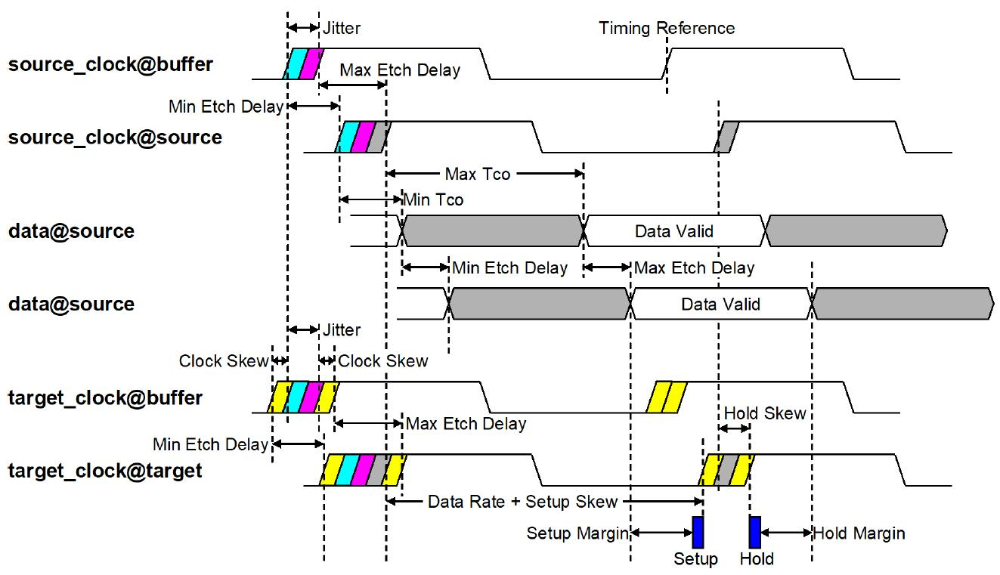 Jitter
Timing Reference
source_clock@buffer
Max Etch Delay
Min Etch Delay
source_clock@source
Max Tco
Min Tco
data@source
Data Valid
Min Etch Delay
Max Etch Delay
data@source
Data Valid
Jitter
Clock Skew
Clock Skew
target_clock@buffer
Hold Skew
Max Etch Delay
Min Etch Delay
target_clock@target
Data Rate + Setup Skew
Setup Margin
Hold Margin
Setup
Hold